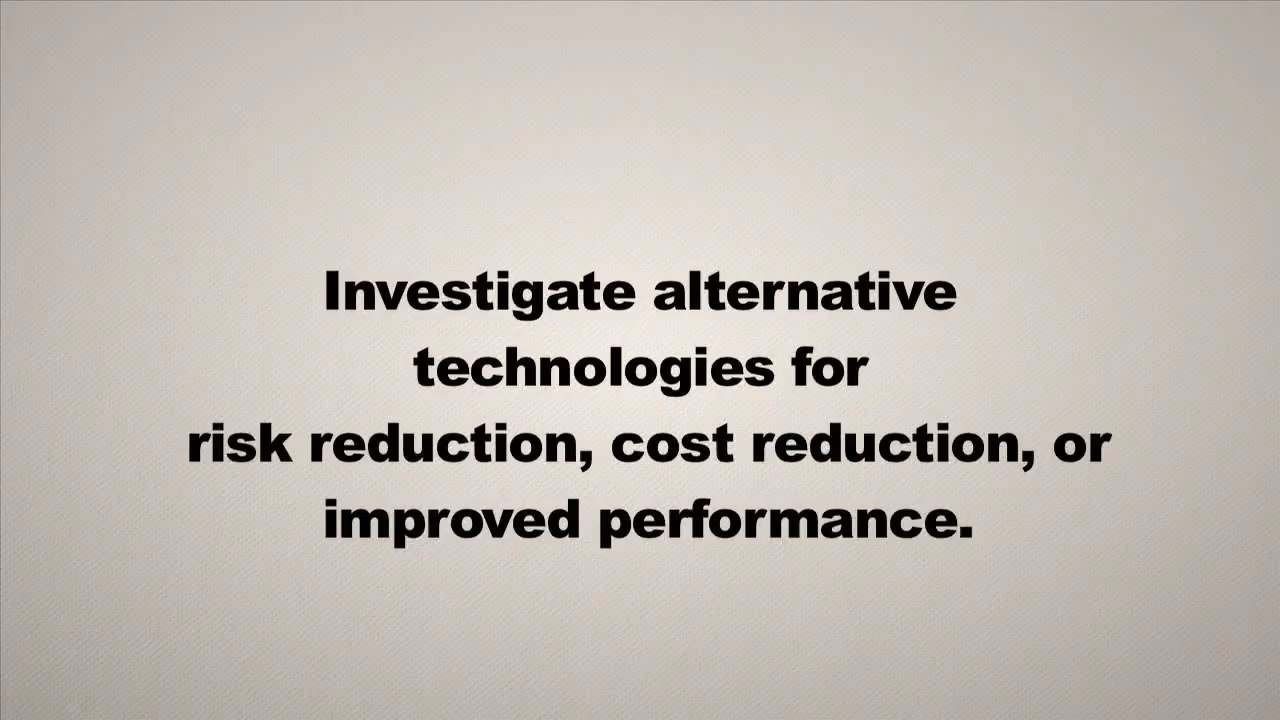 Investigate alternative
technologies for
risk reduction, cost reduction, or
improved performance.